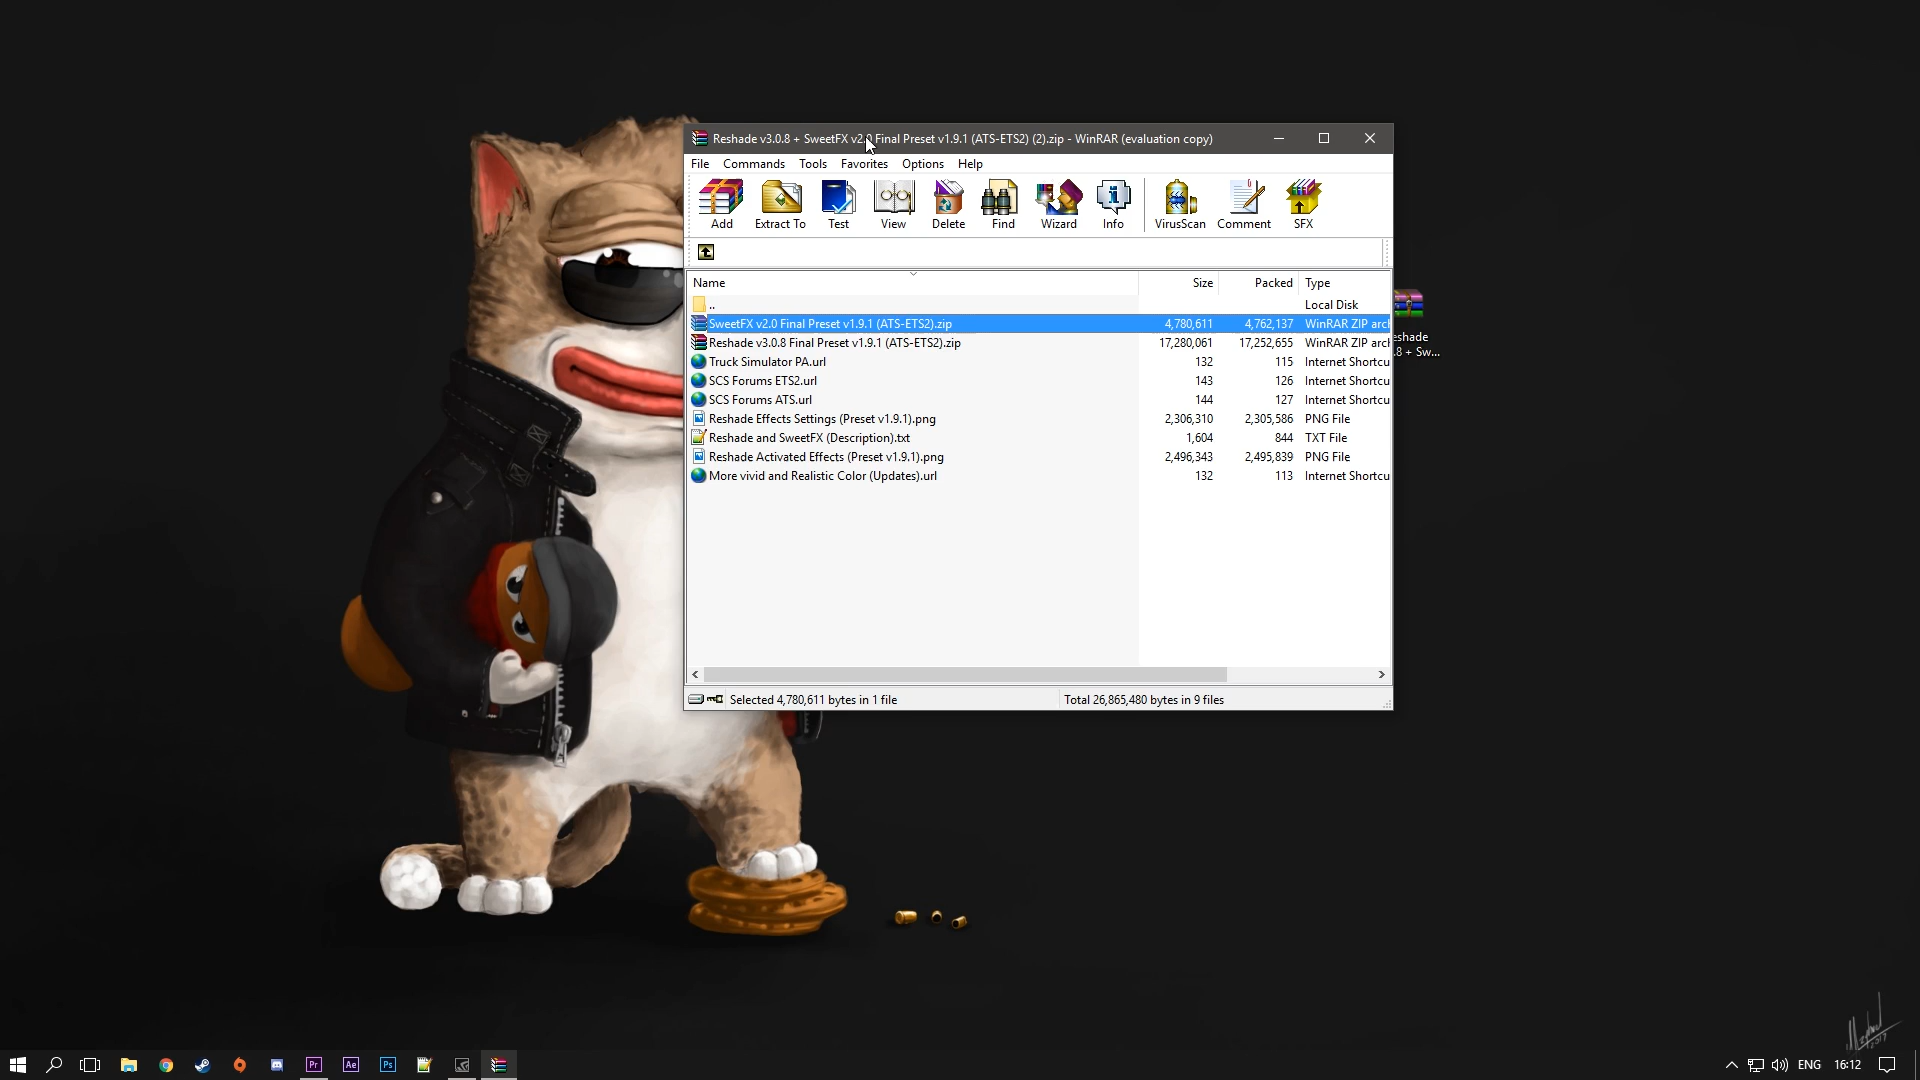 Reshade v3.0.8 + SweetFX v2.0 Final Preset v1.9.1 (ATS-ETS2) (2).zip - WinRAR (evaluation copy)
File Commands Tools Favorites Options Help
Add Extract To Test View Delete Find Wizard Info VirusScan Comment SFX
Name Size Packed Type
.. Local Disk
SweetFX v2.0 Final Preset v1.9.1 (ATS-ETS2).zip 4,780,611 4,762,137 WinRAR ZIP arch
Reshade v3.0.8 Final Preset v1.9.1 (ATS-ETS2).zip 17,280,061 17,252,655 WinRAR ZIP arch
Truck Simulator PA.url 132 115 Internet Shortcu
SCS Forums ETS2.url 143 126 Internet Shortcu
SCS Forums ATS.url 144 127 Internet Shortcu
Reshade Effects Settings (Preset v1.9.1).png 2,306,310 2,305,586 PNG File
Reshade and SweetFX (Description).txt 1,604 844 TXT File
Reshade Activated Effects (Preset v1.9.1).png 2,496,343 2,495,839 PNG File
More vivid and Realistic Color (Updates).url 132 113 Internet Shortcu
Selected 4,780,611 bytes in 1 file
Total 26,865,480 bytes in 9 files
eshade
.8 + Sw...
Pr Ae Ps
ENG 16:12